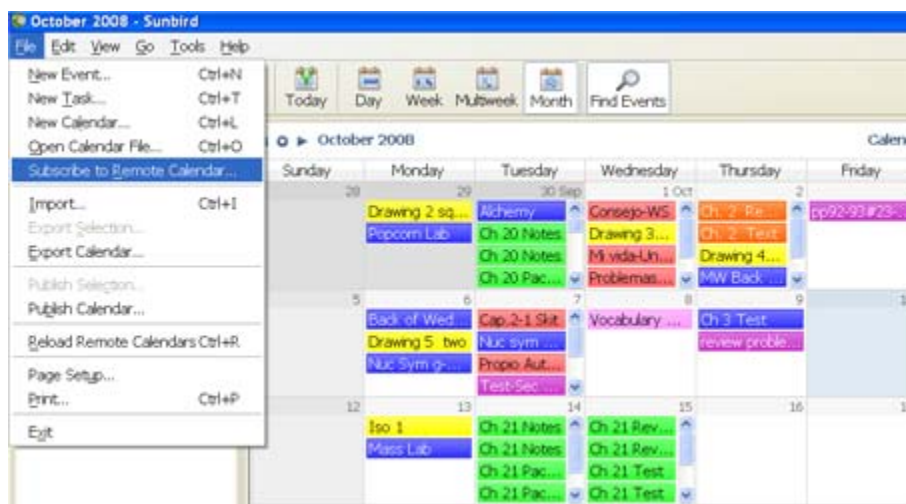 October 2008 - Sunbird
File Edit View Go Tools Help
New Event... Ctrl+N
New Task... Ctrl+T
New Calendar... Ctrl+L
Open Calendar File... Ctrl+O
Subscribe to Remote Calendar...
Import... Ctrl+I
Export Selection...
Export Calendar...
Publish Selection...
Publish Calendar...
Reload Remote Calendars Ctrl+R
Page Setup...
Print... Ctrl+P
Exit
Today Day Week Multiweek Month Find Events
October 2008
Sunday Monday Tuesday Wednesday Thursday Friday
28 29 30 Sep 1 Oct 2
Drawing 2 sq... Alchemy Consejo-WS Ch. 2 Re... pp92-93#23-...
Popcorn Lab Ch 20 Notes Drawing 3... Ch. 2 Test
Ch 20 Notes Mi vida-Un... Drawing 4...
Ch 20 Pac... Problemas... MW Back ...
5 6 7 8 9
Back of Wed... Cap.2-1 Skit Vocabulary ... Ch 3 Test
Drawing 5 two Nuc sym ... review proble...
Nuc Sym g-... Propio Aut...
Test-Sec ...
12 13 14 15 16
Iso 1 Ch 21 Notes Ch 21 Rev...
Mass Lab Ch 21 Notes Ch 21 Rev...
Ch 21 Pac... Ch 21 Test
Ch 21 Pac... Ch 21 Test